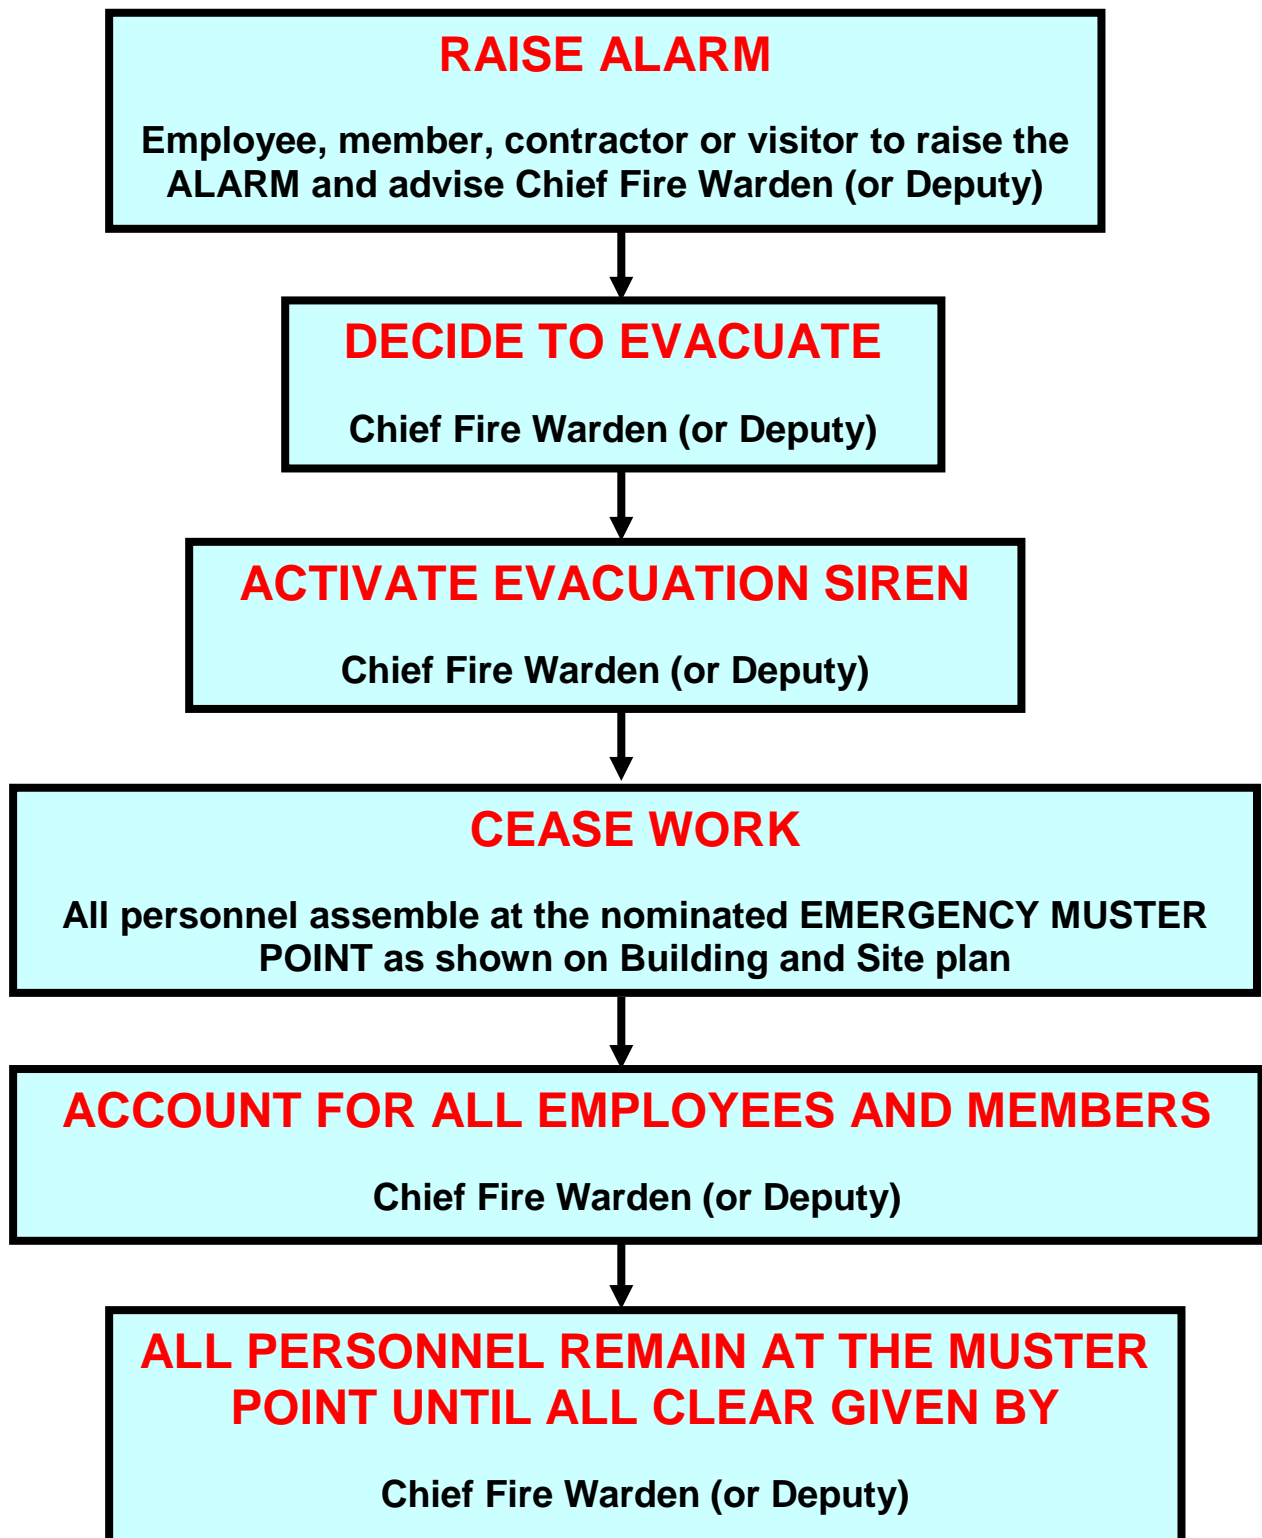 RAISE ALARM
Employee, member, contractor or visitor to raise the
ALARM and advise Chief Fire Warden (or Deputy)
DECIDE TO EVACUATE
Chief Fire Warden (or Deputy)
ACTIVATE EVACUATION SIREN
Chief Fire Warden (or Deputy)
CEASE WORK
All personnel assemble at the nominated EMERGENCY MUSTER
POINT as shown on Building and Site plan
ACCOUNT FOR ALL EMPLOYEES AND MEMBERS
Chief Fire Warden (or Deputy)
ALL PERSONNEL REMAIN AT THE MUSTER
POINT UNTIL ALL CLEAR GIVEN BY
Chief Fire Warden (or Deputy)